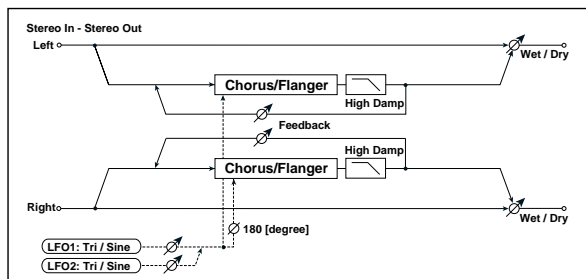 Stereo In - Stereo Out
Left
Wet / Dry
Chorus/Flanger
High Damp
Feedback
High Damp
Chorus/Flanger
Right
Wet / Dry
180 [degree]
LFO1: Tri / Sine
LFO2: Tri / Sine